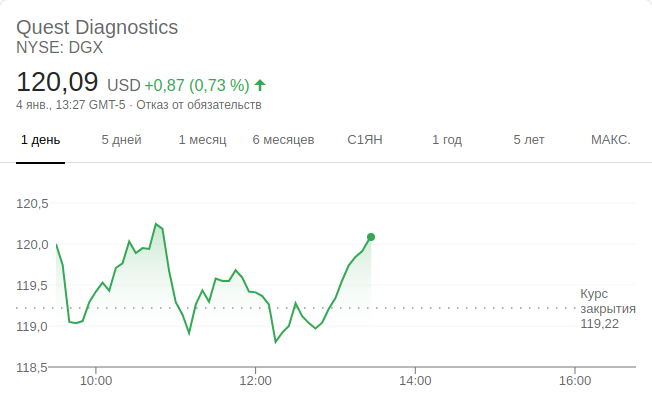 Quest Diagnostics
NYSE: DGX
120,09 USD +0,87 (0,73 %)
4 янв., 13:27 GMT-5 · Отказ от обязательств
1 день 5 дней 1 месяц 6 месяцев С1ЯН 1 год 5 лет МАКС.
120,5
120,0
119,5
Курс
закрытия
119,22
119,0
118,5
10:00 12:00 14:00 16:00